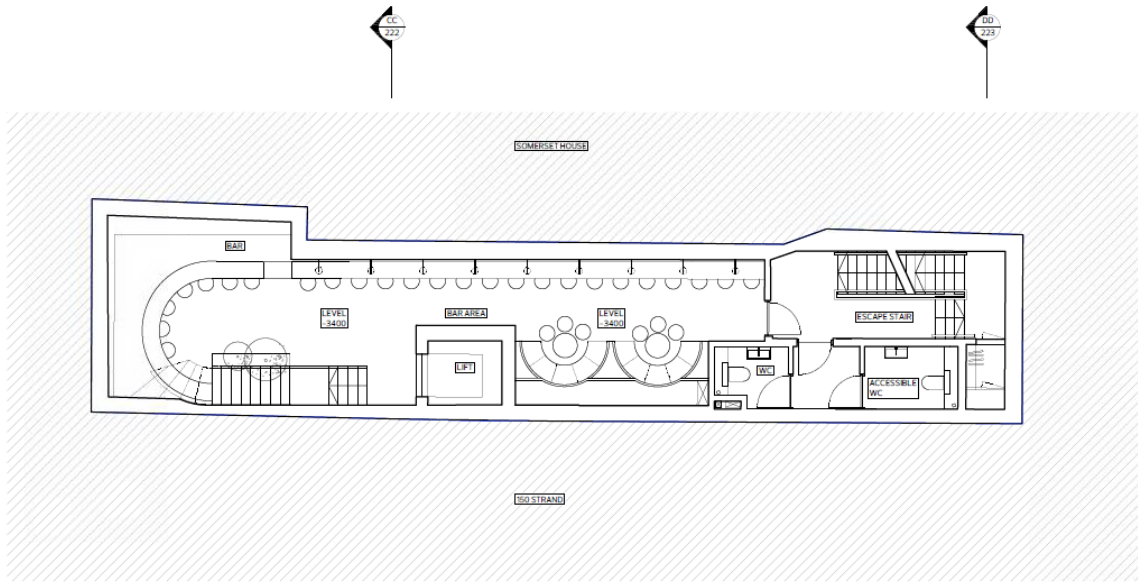 CC
222
DD
223
SOMERSET HOUSE
BAR
LEVEL
-3400
BAR AREA
LEVEL
-3400
ESCAPE STAIR
LIFT
WC
ACCESSIBLE
WC
150 STRAND